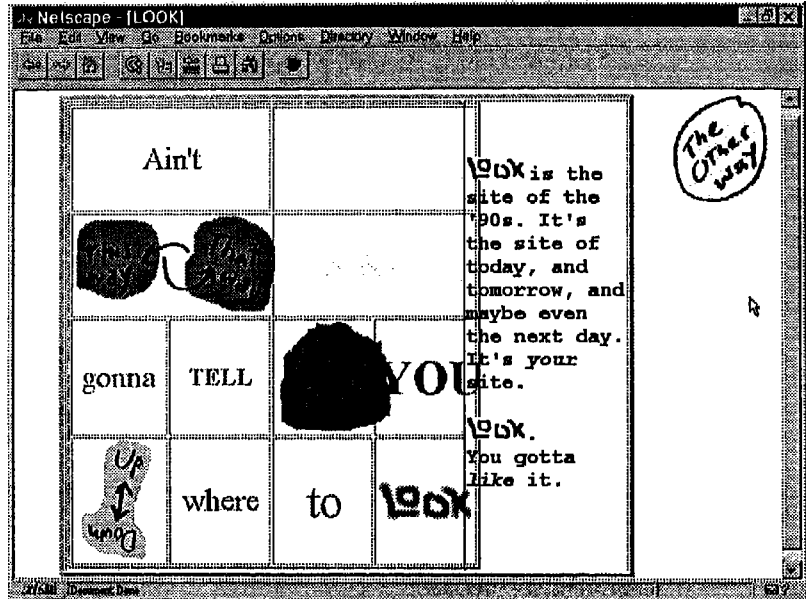 Netscape - [LOOK]
File Edit View Go Bookmarks Options Directory Window Help
Ain't
gonna TELL YOU
Up
Down
where to LOOK
LOOK is the
site of the
'90s. It's
the site of
today, and
tomorrow, and
maybe even
the next day.
It's your
site.
LOOK.
You gotta
like it.
The
Other
way
Document: Done